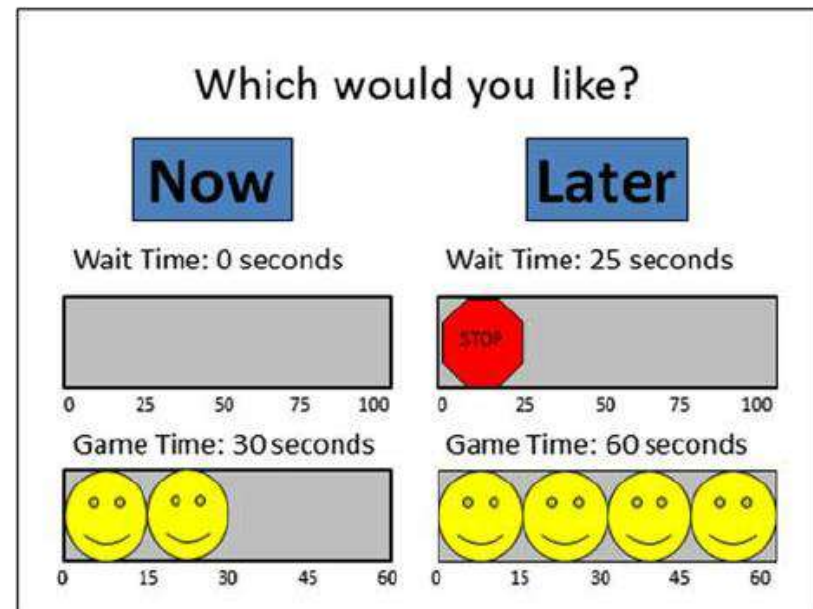 Which would you like?
Now
Later
Wait Time: 0 seconds
Wait Time: 25 seconds
STOP
0 25 50 75 100
0 25 50 75 100
Game Time: 30 seconds
Game Time: 60 seconds
0 15 30 45 60
0 15 30 45 60